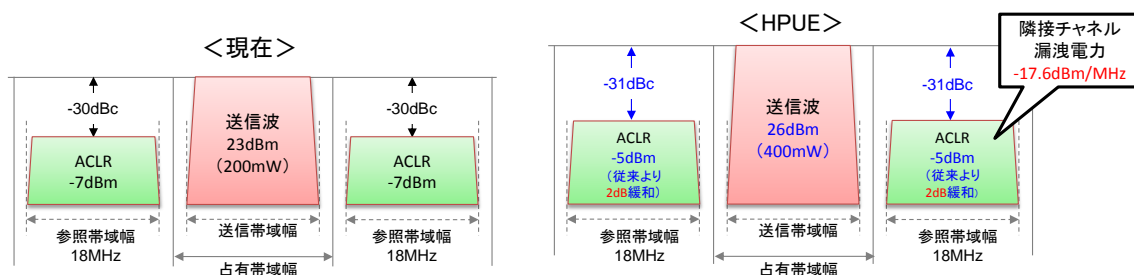 ＜現在＞
-30dBc
-30dBc
送信波
23dBm
（200mW）
ACLR
-7dBm
ACLR
-7dBm
参照帯域幅
18MHz
送信帯域幅
参照帯域幅
18MHz
占有帯域幅
＜HPUE＞
隣接チャネル
漏洩電力
-17.6dBm/MHz
-31dBc
-31dBc
送信波
26dBm
（400mW）
ACLR
-5dBm
（従来より
2dB緩和）
ACLR
-5dBm
（従来より
2dB緩和）
参照帯域幅
18MHz
送信帯域幅
参照帯域幅
18MHz
占有帯域幅